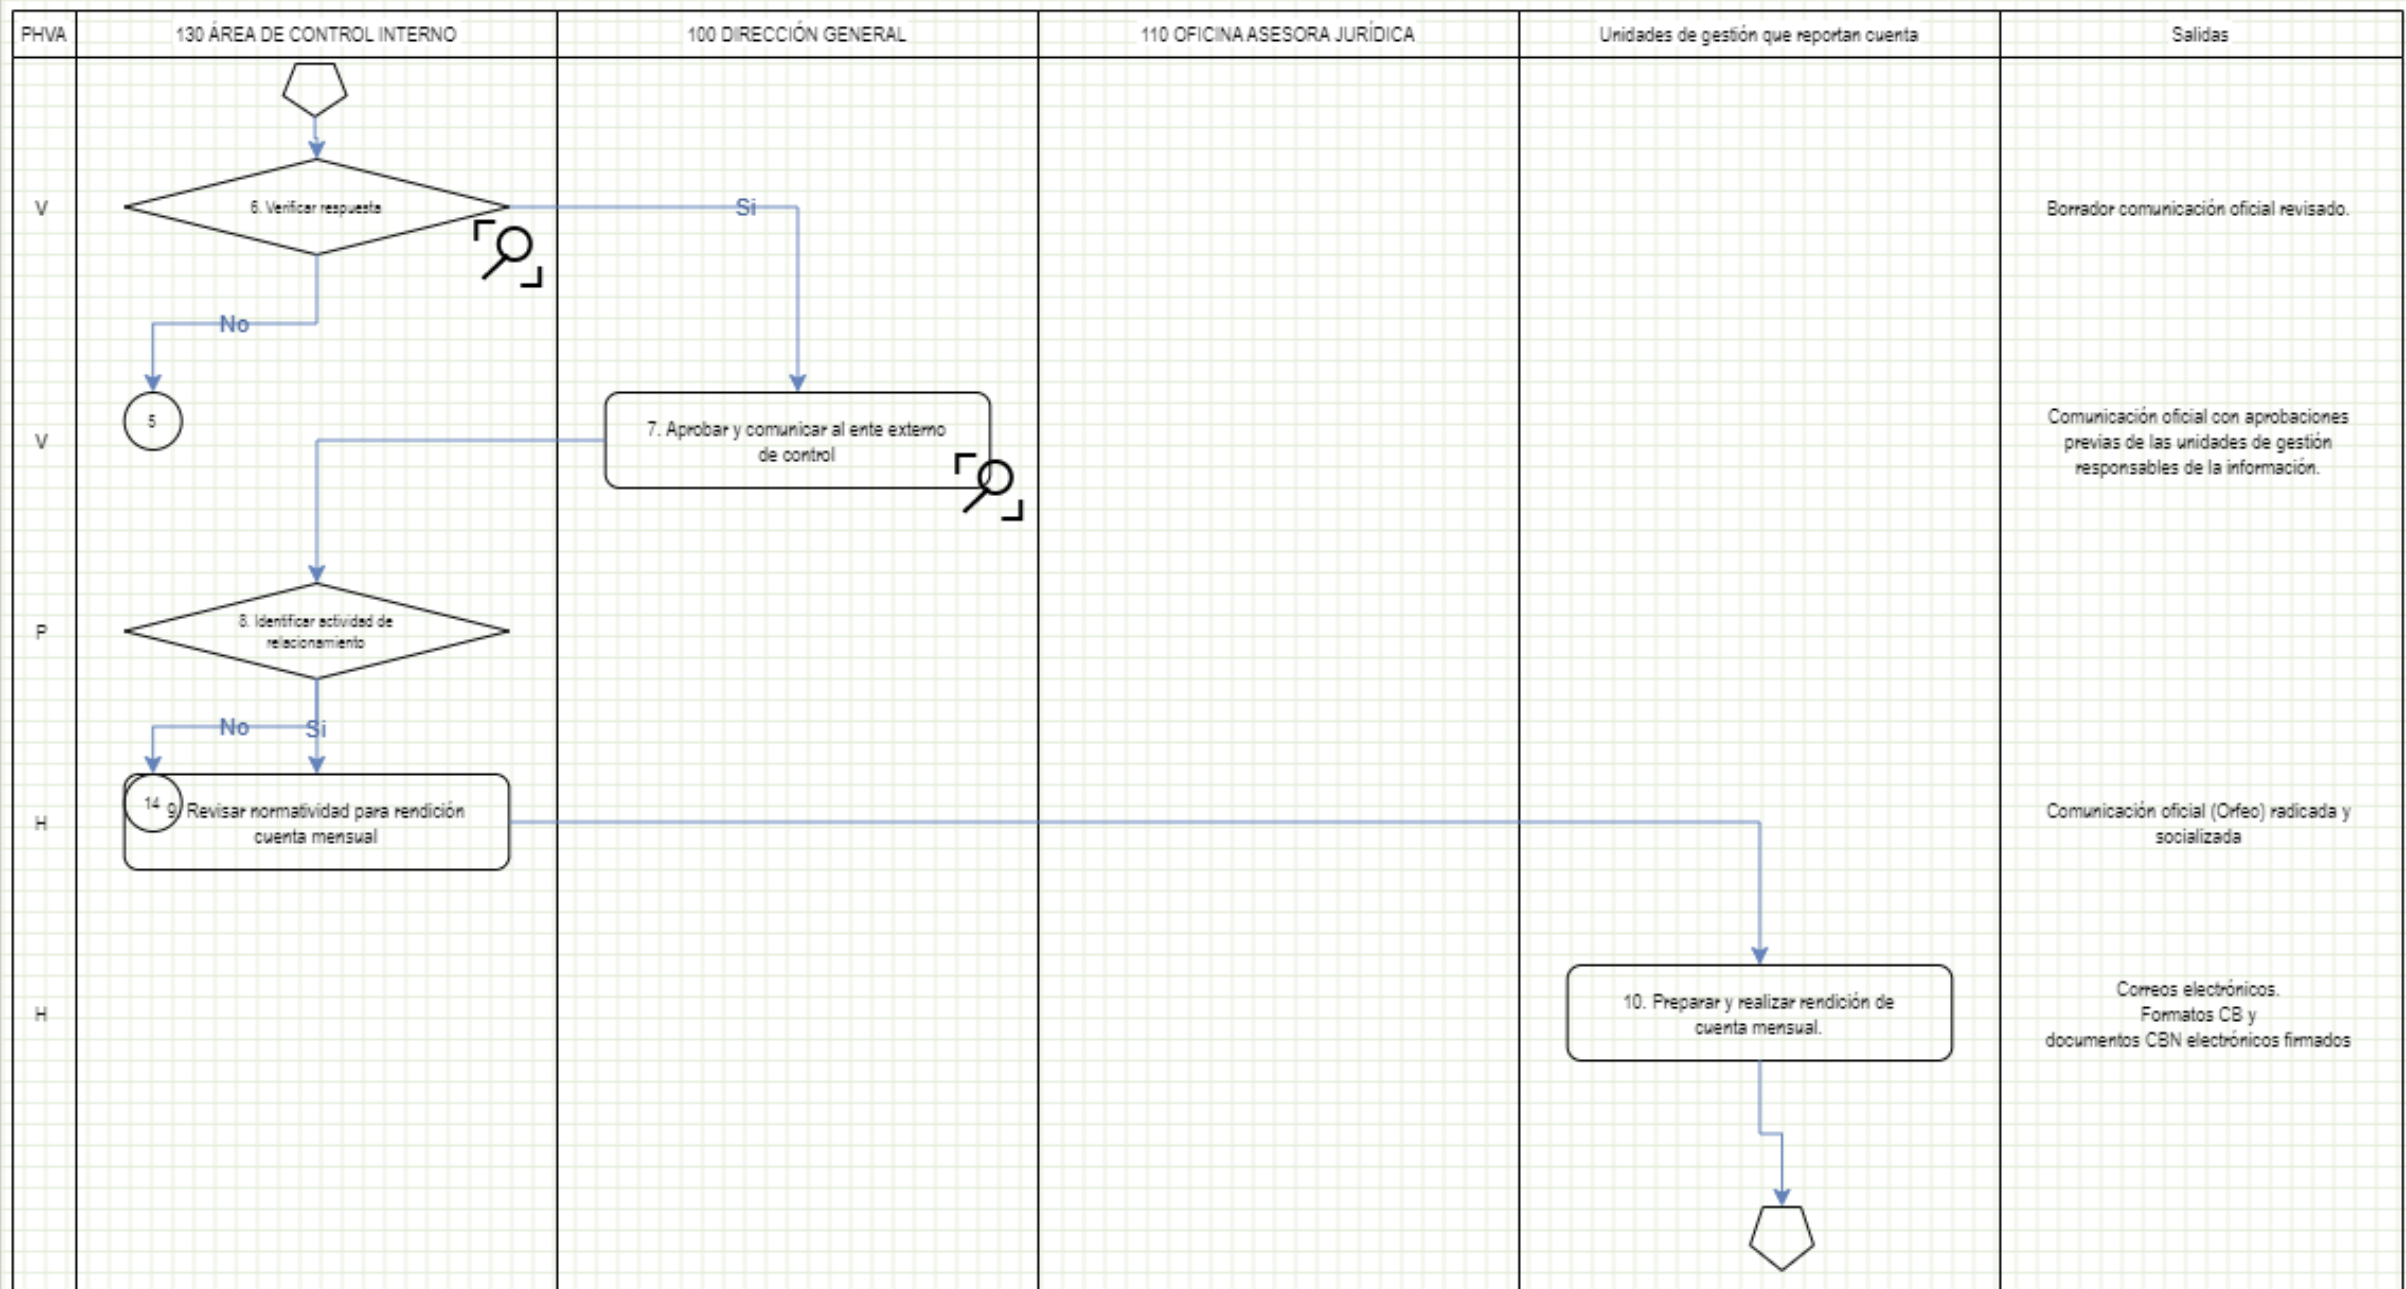 PHVA
130 ÁREA DE CONTROL INTERNO
100 DIRECCIÓN GENERAL
110 OFICINA ASESORA JURÍDICA
Unidades de gestión que reportan cuenta
Salidas
V
6. Verificar respuesta
Si
Borrador comunicación oficial revisado.
No
V
5
7. Aprobar y comunicar al ente externo
de control
Comunicación oficial con aprobaciones
previas de las unidades de gestión
responsables de la información.
P
8. Identificar actividad de
relacionamiento
No
Si
H
14
9. Revisar normatividad para rendición
cuenta mensual
Comunicación oficial (Orfeo) radicada y
socializada
H
10. Preparar y realizar rendición de
cuenta mensual.
Correos electrónicos.
Formatos CB y
documentos CBN electrónicos firmados